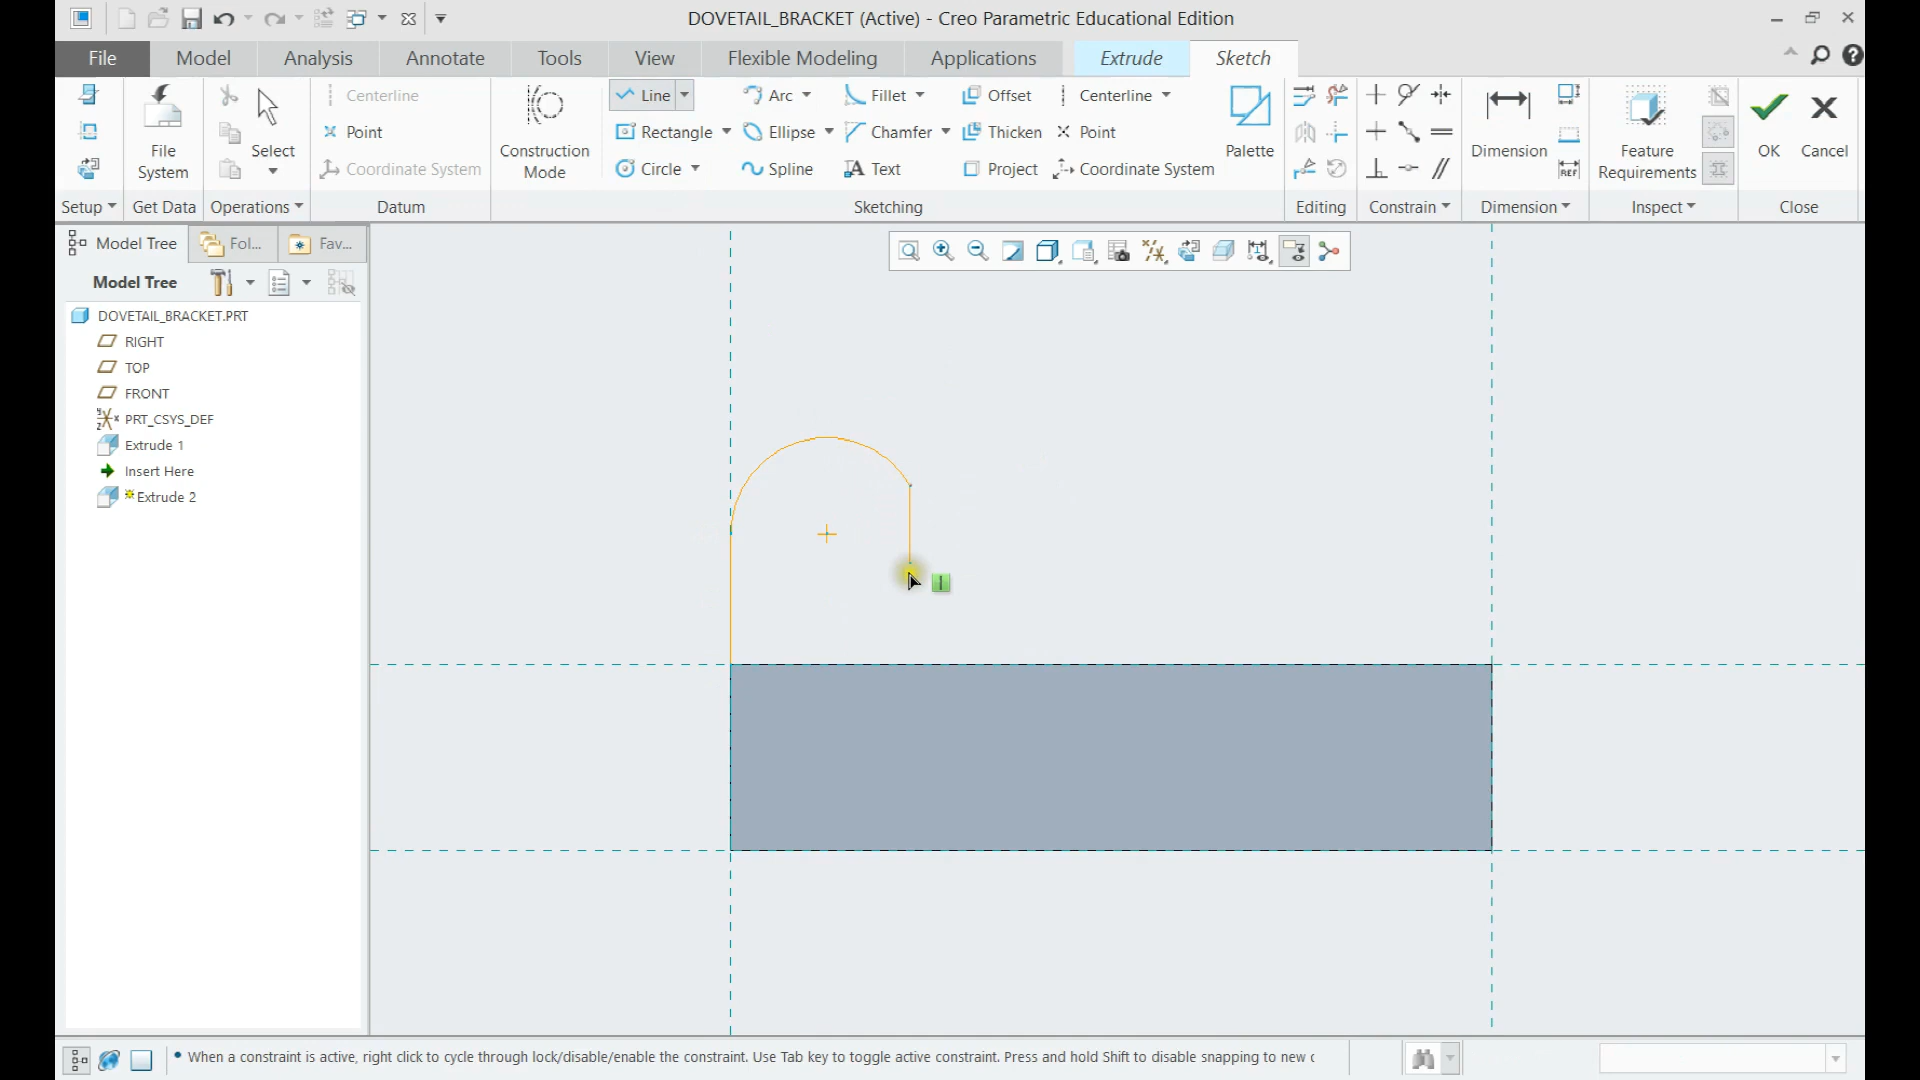 DOVETAIL_BRACKET (Active) - Creo Parametric Educational Edition
File Model Analysis Annotate Tools View Flexible Modeling Applications Extrude Sketch
Centerline Line Arc Fillet Offset Centerline
Point Rectangle Ellipse Chamfer Thicken Point
Coordinate System Circle Spline Text Project Coordinate System
File System
Select
Construction Mode
Palette
Dimension
REF
Feature Requirements
OK
Cancel
Setup Get Data Operations Datum Sketching Editing Constrain Dimension Inspect Close
Model Tree Fol... Fav...
Model Tree
DOVETAIL_BRACKET.PRT
RIGHT
TOP
FRONT
PRT_CSYS_DEF
Extrude 1
Insert Here
Extrude 2
• When a constraint is active, right click to cycle through lock/disable/enable the constraint. Use Tab key to toggle active constraint. Press and hold Shift to disable snapping to new c